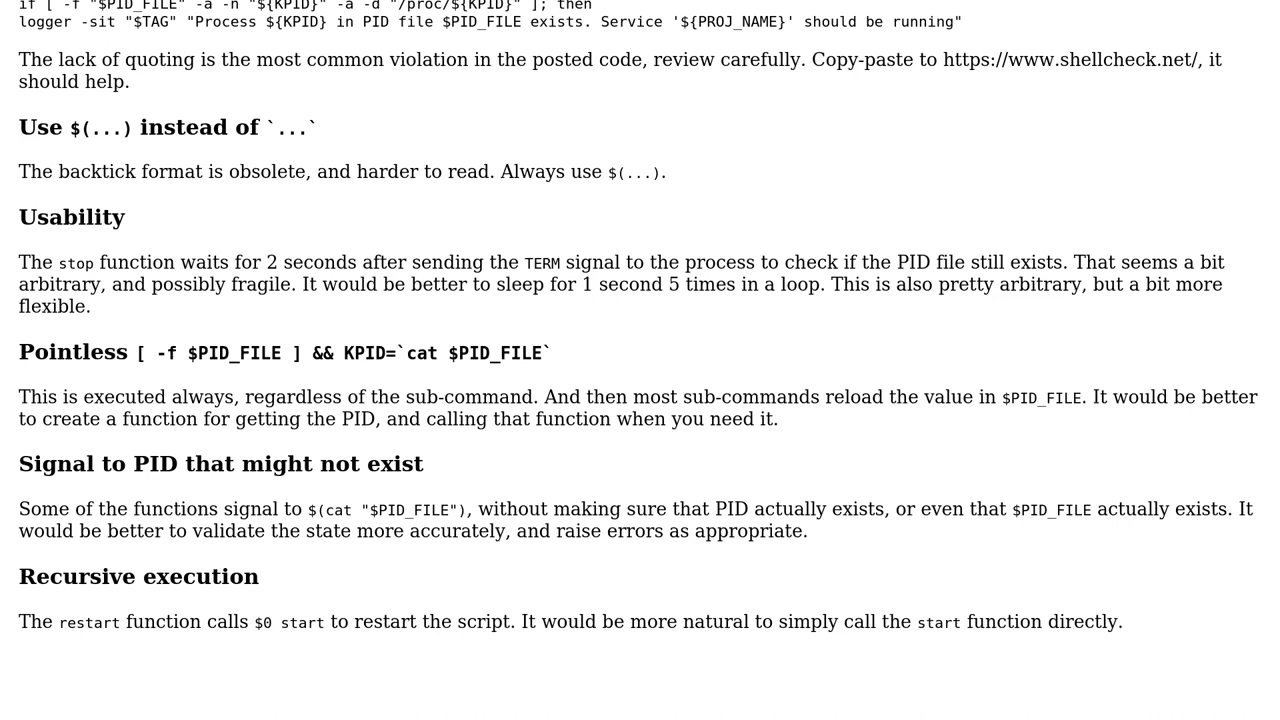 if [ -f "$PID_FILE" -a -n "${KPID}" -a -d "/proc/${KPID}" ]; then
logger -sit "$TAG" "Process ${KPID} in PID file $PID_FILE exists. Service '${PROJ_NAME}' should be running"
The lack of quoting is the most common violation in the posted code, review carefully. Copy-paste to https://www.shellcheck.net/, it
should help.
Use $(...) instead of `...`
The backtick format is obsolete, and harder to read. Always use $(...).
Usability
The stop function waits for 2 seconds after sending the TERM signal to the process to check if the PID file still exists. That seems a bit
arbitrary, and possibly fragile. It would be better to sleep for 1 second 5 times in a loop. This is also pretty arbitrary, but a bit more
flexible.
Pointless [ -f $PID_FILE ] && KPID=`cat $PID_FILE`
This is executed always, regardless of the sub-command. And then most sub-commands reload the value in $PID_FILE. It would be better
to create a function for getting the PID, and calling that function when you need it.
Signal to PID that might not exist
Some of the functions signal to $(cat "$PID_FILE"), without making sure that PID actually exists, or even that $PID_FILE actually exists. It
would be better to validate the state more accurately, and raise errors as appropriate.
Recursive execution
The restart function calls $0 start to restart the script. It would be more natural to simply call the start function directly.